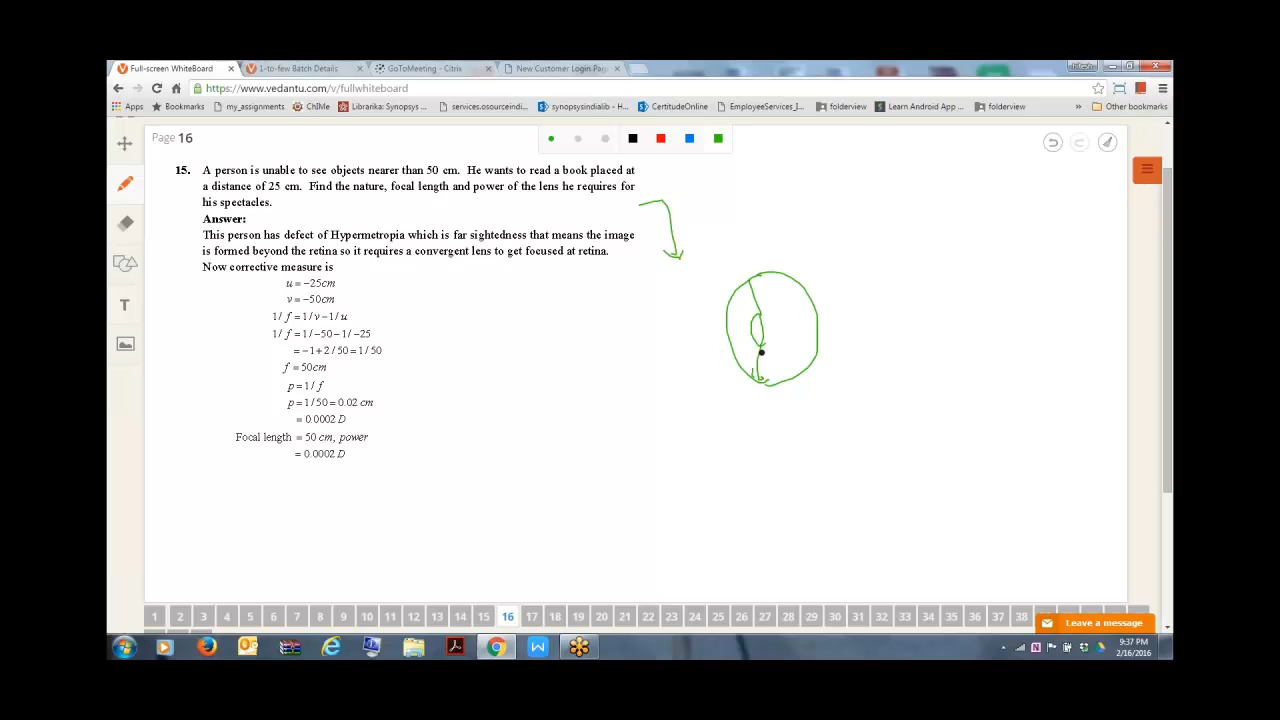 Full-screen WhiteBoard
1-to-few Batch Details
GoToMeeting - Citrix
New Customer Login Pag
https://www.vedantu.com/v/fullwhiteboard
Apps Bookmarks my_assignments ChIMe Libranka: Synopsys ... services.osourceindi... synopsysindialib - H... CertitudeOnline EmployeeServices_I... folderview Learn Android App ... folderview » Other bookmarks
Page 16
15. A person is unable to see objects nearer than 50 cm. He wants to read a book placed at
a distance of 25 cm. Find the nature, focal length and power of the lens he requires for
his spectacles.
Answer:
This person has defect of Hypermetropia which is far sightedness that means the image
is formed beyond the retina so it requires a convergent lens to get focused at retina.
Now corrective measure is
u = −25cm
v = −50cm
1/ f = 1/ v − 1/ u
1/ f = 1/ −50 − 1/ −25
= −1 + 2 / 50 = 1/ 50
f = 50cm
p = 1/ f
p = 1/ 50 = 0.02 cm
= 0.0002 D
Focal length = 50 cm, power
= 0.0002 D
T
1 2 3 4 5 6 7 8 9 10 11 12 13 14 15 16 17 18 19 20 21 22 23 24 25 26 27 28 29 30 31 32 33 34 35 36 37 38
Leave a message
9:37 PM
2/16/2016